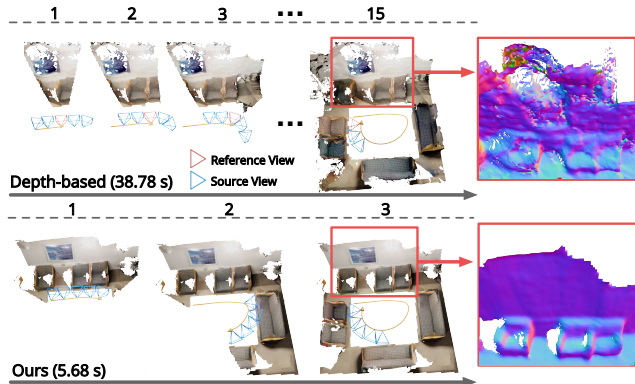 1 2 3 ••• 15
•••
Reference View
Source View
Depth-based (38.78 s)
1 2 3
Ours (5.68 s)